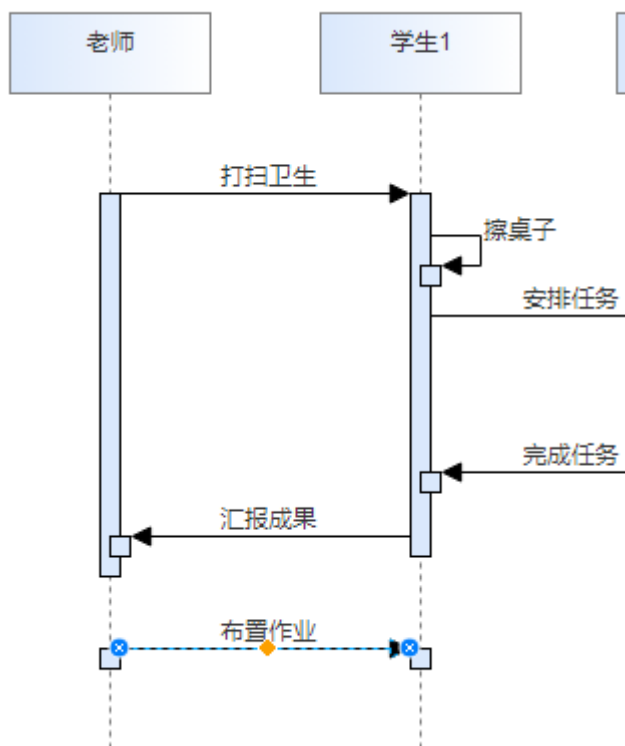 老师
学生1
打扫卫生
擦桌子
安排任务
完成任务
汇报成果
布置作业